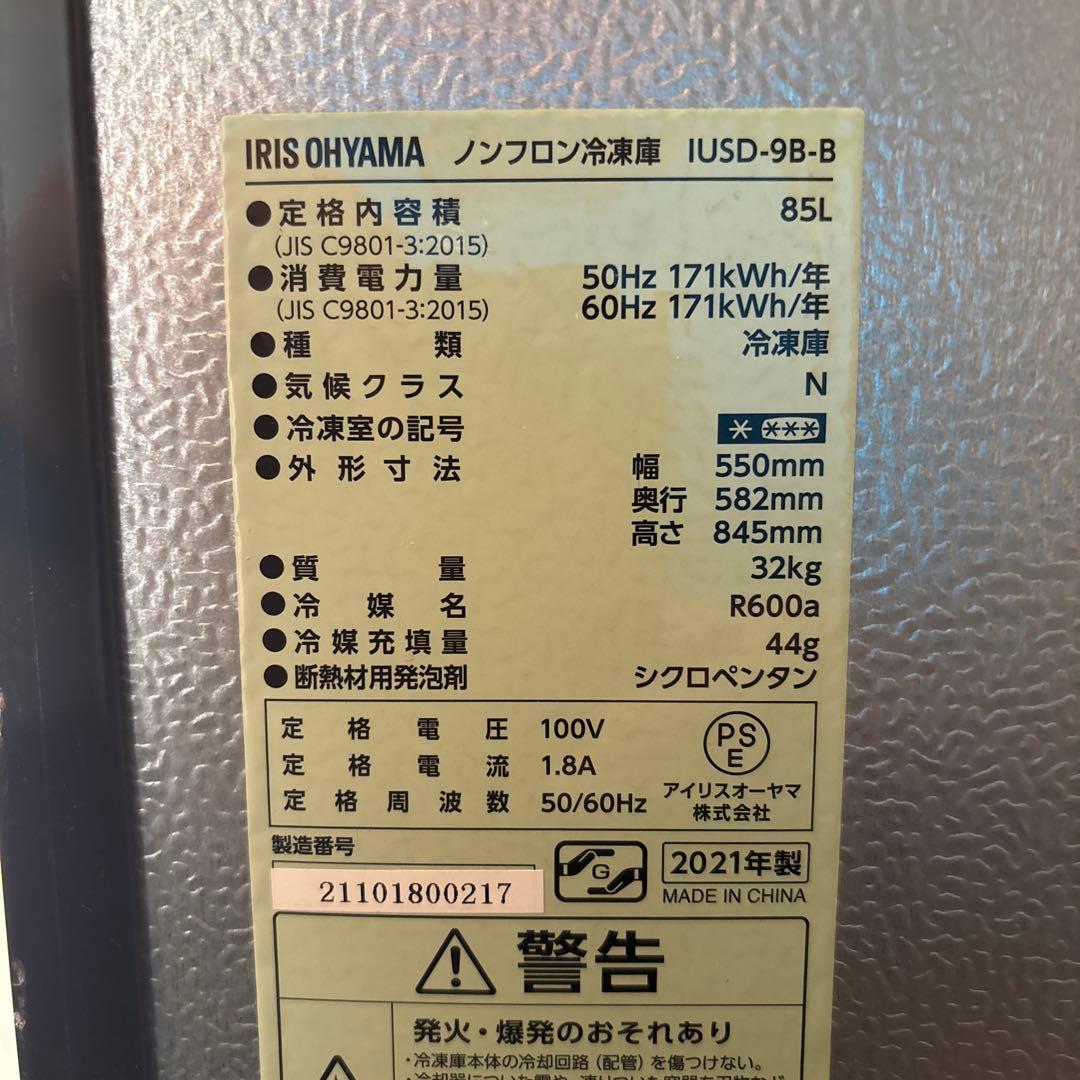 IRIS OHYAMA ノンフロン冷凍庫 IUSD-9B-B
●定格内容積 85L
(JIS C9801-3:2015)
●消費電力量 50Hz 171kWh/年
(JIS C9801-3:2015) 60Hz 171kWh/年
●種類 冷凍庫
●気候クラス N
●冷凍室の記号 * ***
●外形寸法 幅 550mm
奥行 582mm
高さ 845mm
●質量 32kg
●冷媒名 R600a
●冷媒充填量 44g
●断熱材用発泡剤 シクロペンタン
定格電圧 100V
定格電流 1.8A
定格周波数 50/60Hz
PSE
アイリスオーヤマ
株式会社
製造番号
21101800217
G
2021年製
MADE IN CHINA
警告
発火・爆発のおそれあり
・冷凍庫本体の冷却回路(配管)を傷つけない。